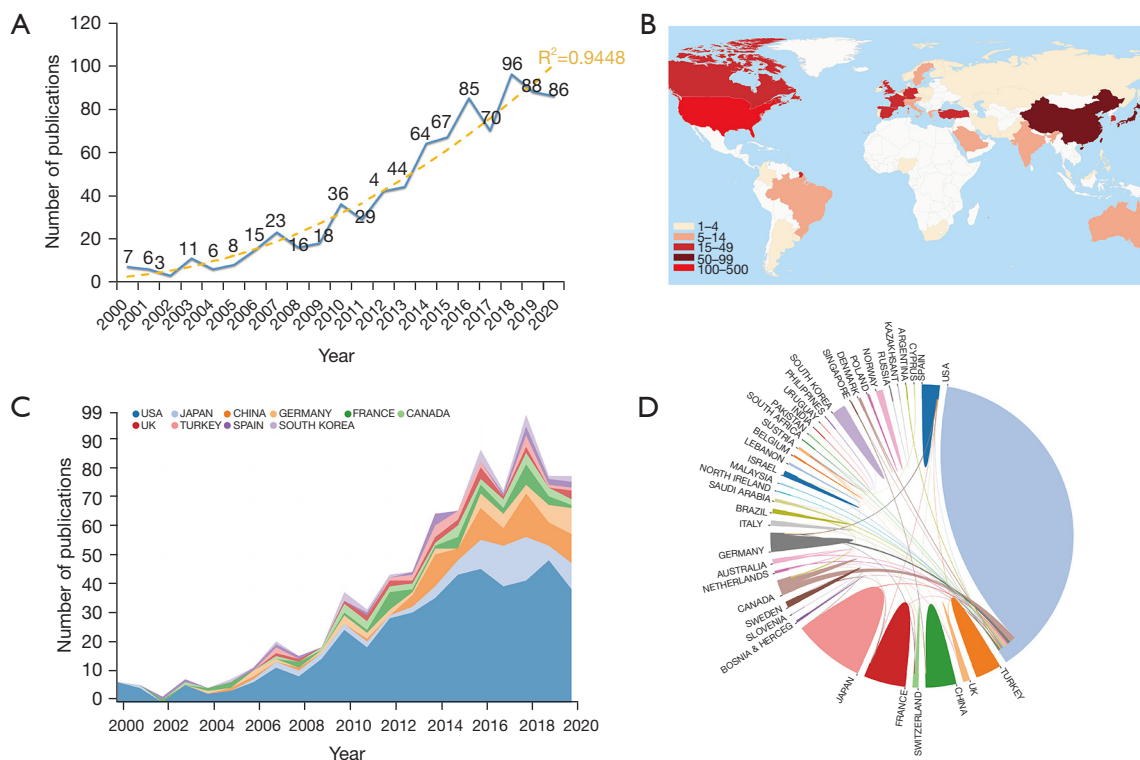 A
Number of publications
120
100
80
60
40
20
0
7 6 3 11 6 8 15 23 16 18 36 29 4 44 64 67 85 70 96 88 86
R²=0.9448
2000 2001 2002 2003 2004 2005 2006 2007 2008 2009 2010 2011 2012 2013 2014 2015 2016 2017 2018 2019 2020
Year
B
1–4
5–14
15–49
50–99
100–500
C
USA JAPAN CHINA GERMANY FRANCE CANADA
UK TURKEY SPAIN SOUTH KOREA
Number of publications
99
90
80
70
60
50
40
30
20
10
0
2000 2002 2004 2006 2008 2010 2012 2014 2016 2018 2020
Year
D
USA
SPAIN
CYPRUS
ARGENTINA
KAZAKHSANT
RUSSIA
NORWAY
POLAND
DENMARK
SINGAPORE
SOUTH KOREA
PHILIPPINES
URUGUAY
INDIA
PAKISTAN
SOUTH AFRICA
SUSTRIA
BELGIUM
LEBANON
ISRAEL
MALAYSIA
NORTH IRELAND
SAUDI ARABIA
BRAZIL
ITALY
GERMANY
AUSTRALIA
NETHERLANDS
CANADA
SWEDEN
SLOVENIA
BOSNIA & HERCEG
JAPAN
FRANCE
SWITZERLAND
CHINA
UK
TURKEY